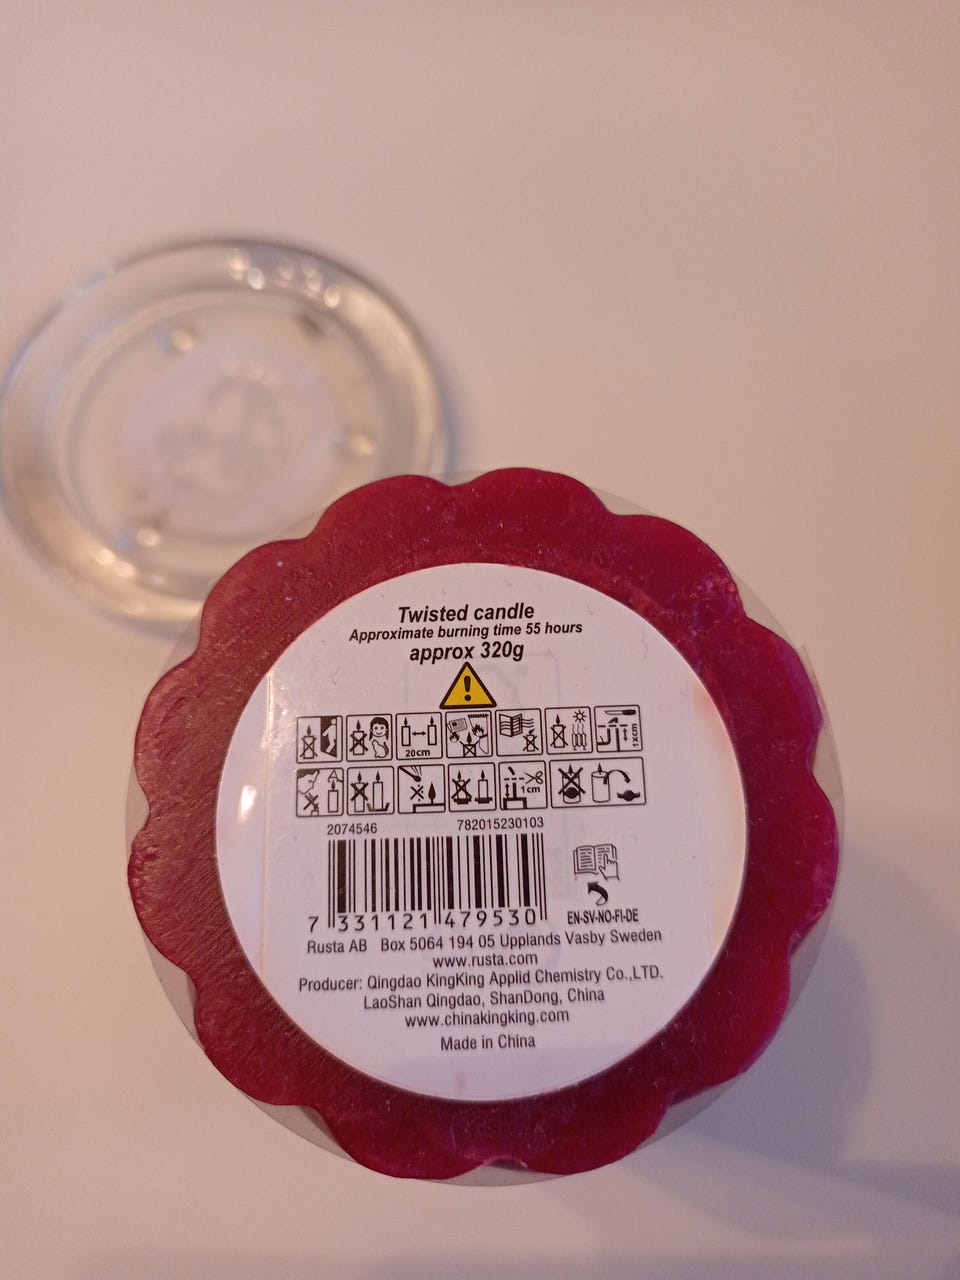 Twisted candle
Approximate burning time 55 hours
approx 320g
20cm
1xcm
1cm
2074546 782015230103
7 331121 479530
EN-SV-NO-FI-DE
Rusta AB Box 5064 194 05 Upplands Vasby Sweden
www.rusta.com
Producer: Qingdao KingKing Applid Chemistry Co.,LTD.
LaoShan Qingdao, ShanDong, China
www.chinakingking.com
Made in China